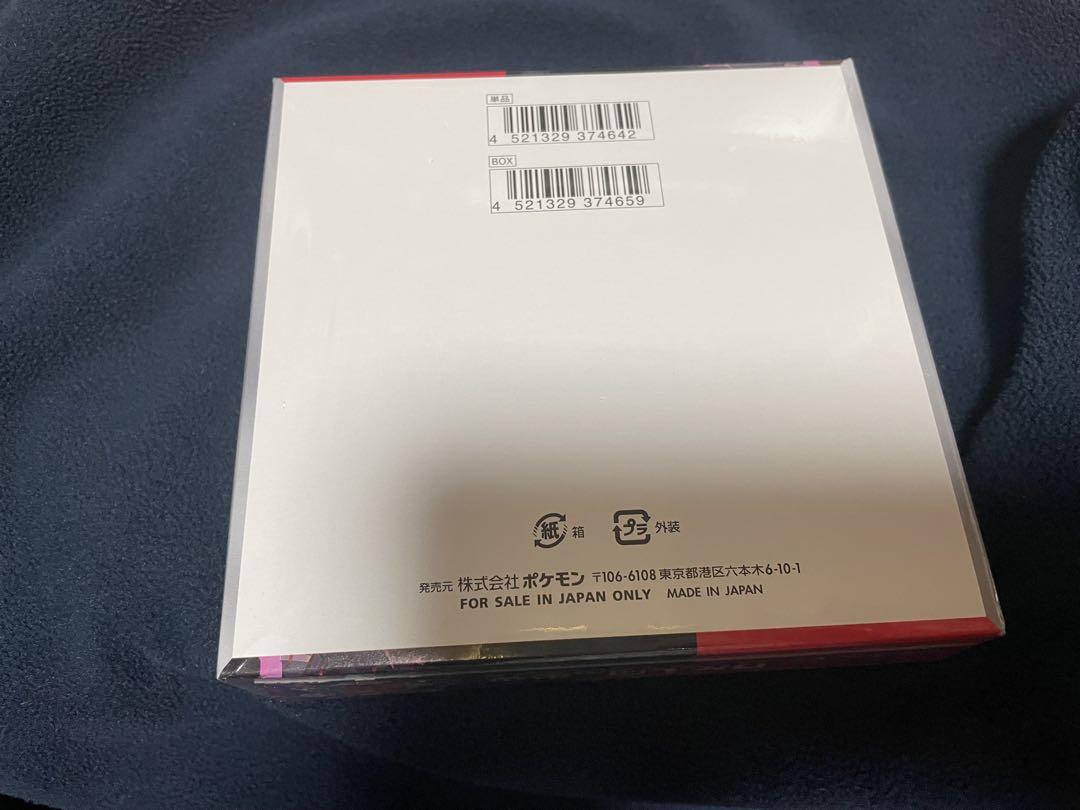 単品
4 521329 374642
BOX
4 521329 374659
紙 箱 プラ 外装
発売元 株式会社 ポケモン 〒106-6108 東京都港区六本木6-10-1
FOR SALE IN JAPAN ONLY MADE IN JAPAN